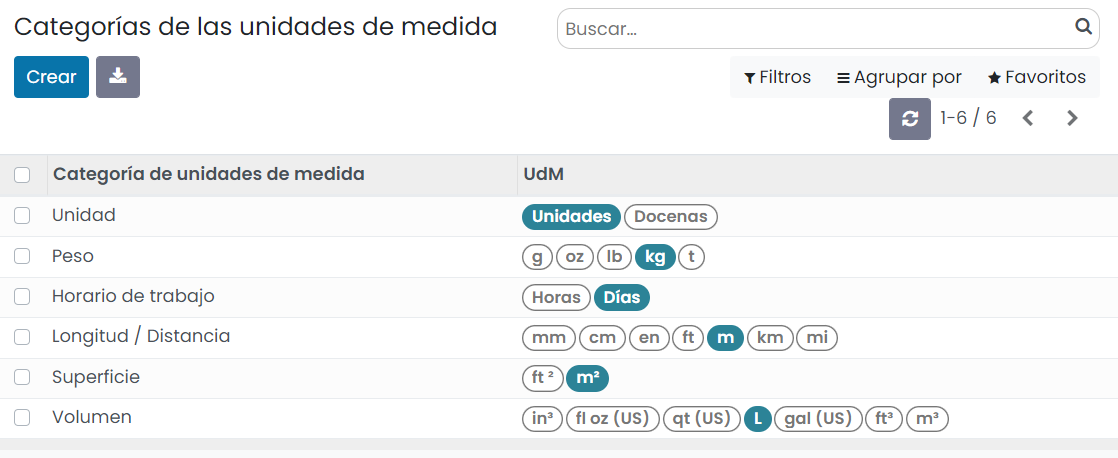 Categorías de las unidades de medida
Buscar...
Crear
Filtros Agrupar por Favoritos
1-6 / 6
Categoría de unidades de medida UdM
Unidad Unidades Docenas
Peso g oz lb kg t
Horario de trabajo Horas Días
Longitud / Distancia mm cm en ft m km mi
Superficie ft ² m²
Volumen in³ fl oz (US) qt (US) L gal (US) ft³ m³